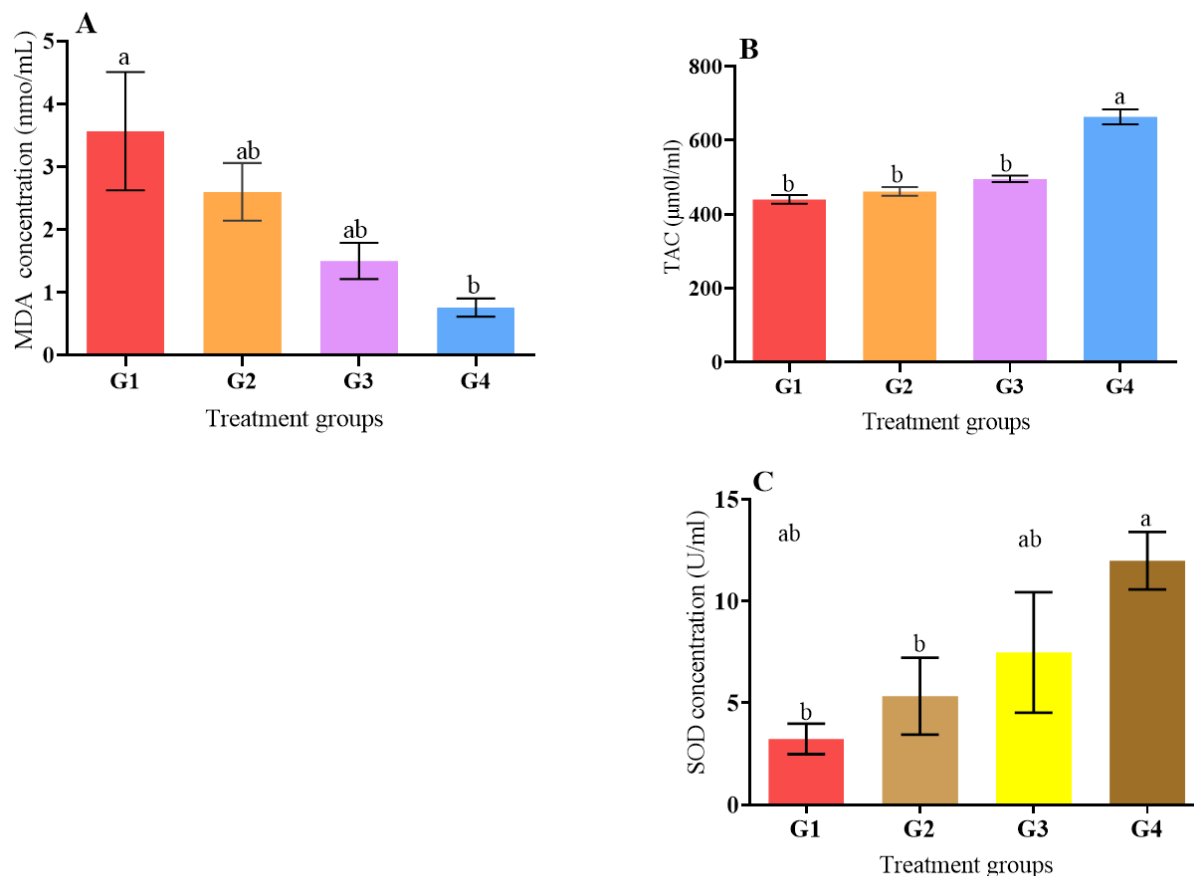 A
MDA concentration (nmo/mL)
5
4
3
2
1
0
a
ab
ab
b
G1 G2 G3 G4
Treatment groups
B
TAC (µm0l/ml)
800
600
400
200
0
b
b
b
a
G1 G2 G3 G4
Treatment groups
C
SOD concentration (U/ml)
15
10
5
0
ab
b
b
ab
a
G1 G2 G3 G4
Treatment groups